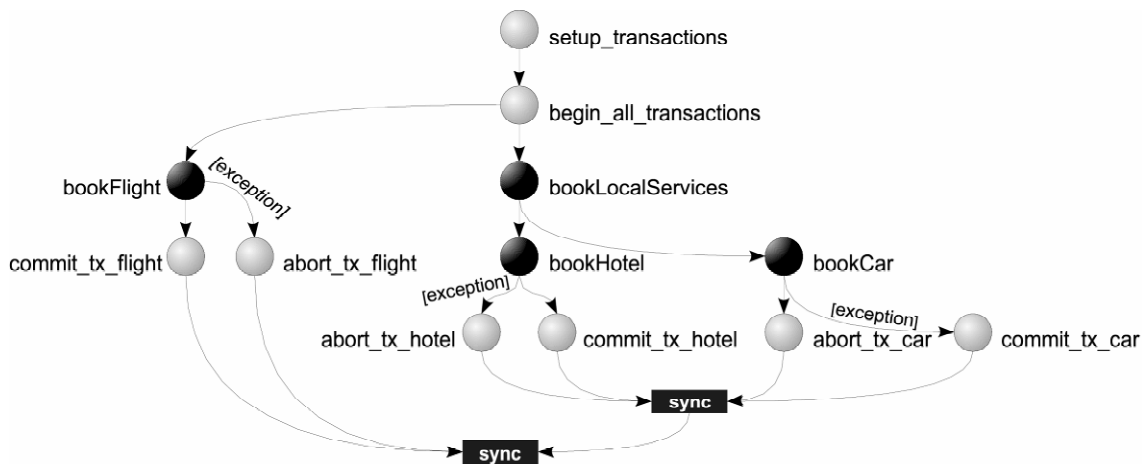 setup_transactions
begin_all_transactions
[exception]
bookFlight
bookLocalServices
commit_tx_flight
abort_tx_flight
bookHotel
bookCar
[exception]
[exception]
abort_tx_hotel
commit_tx_hotel
abort_tx_car
commit_tx_car
sync
sync